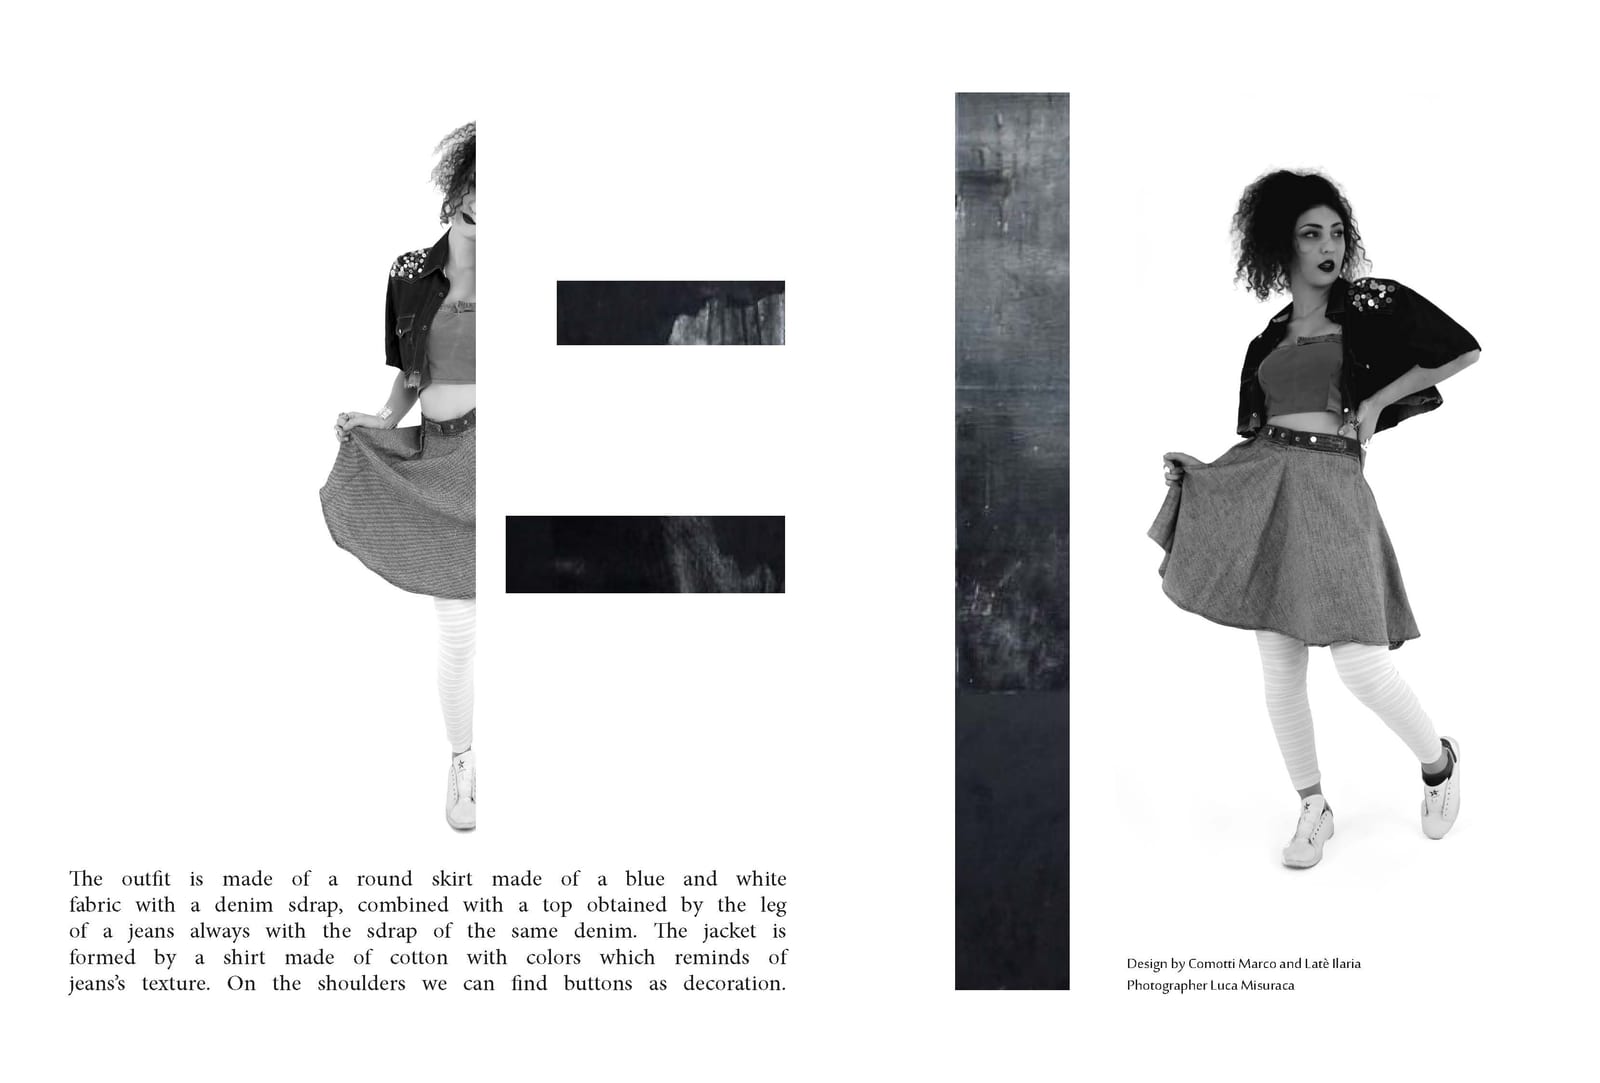 The outfit is made of a round skirt made of a blue and white
fabric with a denim sdrap, combined with a top obtained by the leg
of a jeans always with the sdrap of the same denim. The jacket is
formed by a shirt made of cotton with colors which reminds of
jeans's texture. On the shoulders we can find buttons as decoration.
Design by Comotti Marco and Latè Ilaria
Photographer Luca Misuraca